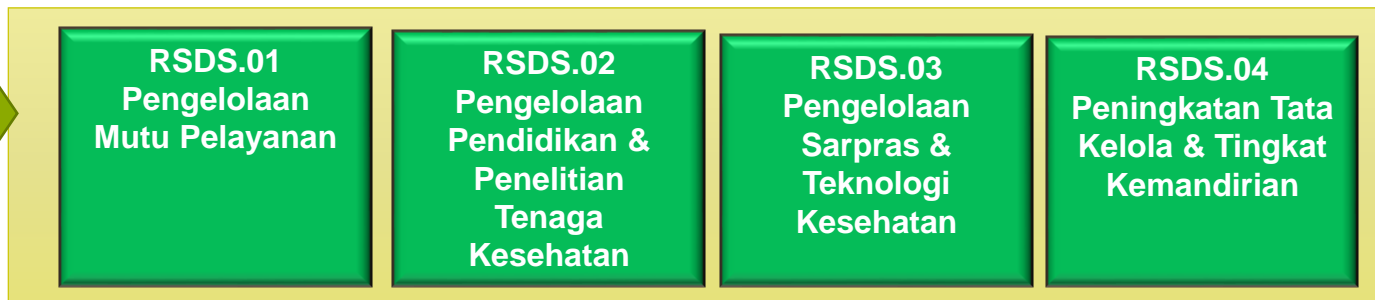 RSDS.01
Pengelolaan
Mutu Pelayanan
RSDS.02
Pengelolaan
Pendidikan &
Penelitian
Tenaga
Kesehatan
RSDS.03
Pengelolaan
Sarpras &
Teknologi
Kesehatan
RSDS.04
Peningkatan Tata
Kelola & Tingkat
Kemandirian